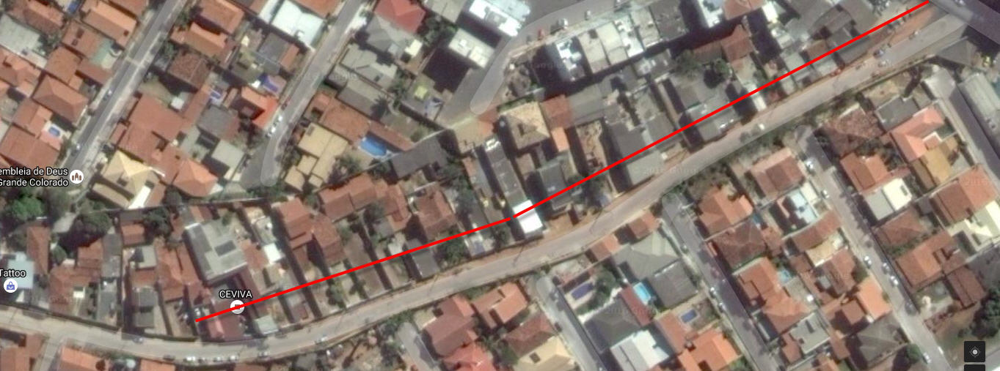 embleia de Deus
Grande Colorado
Tattoo
CEVIVA